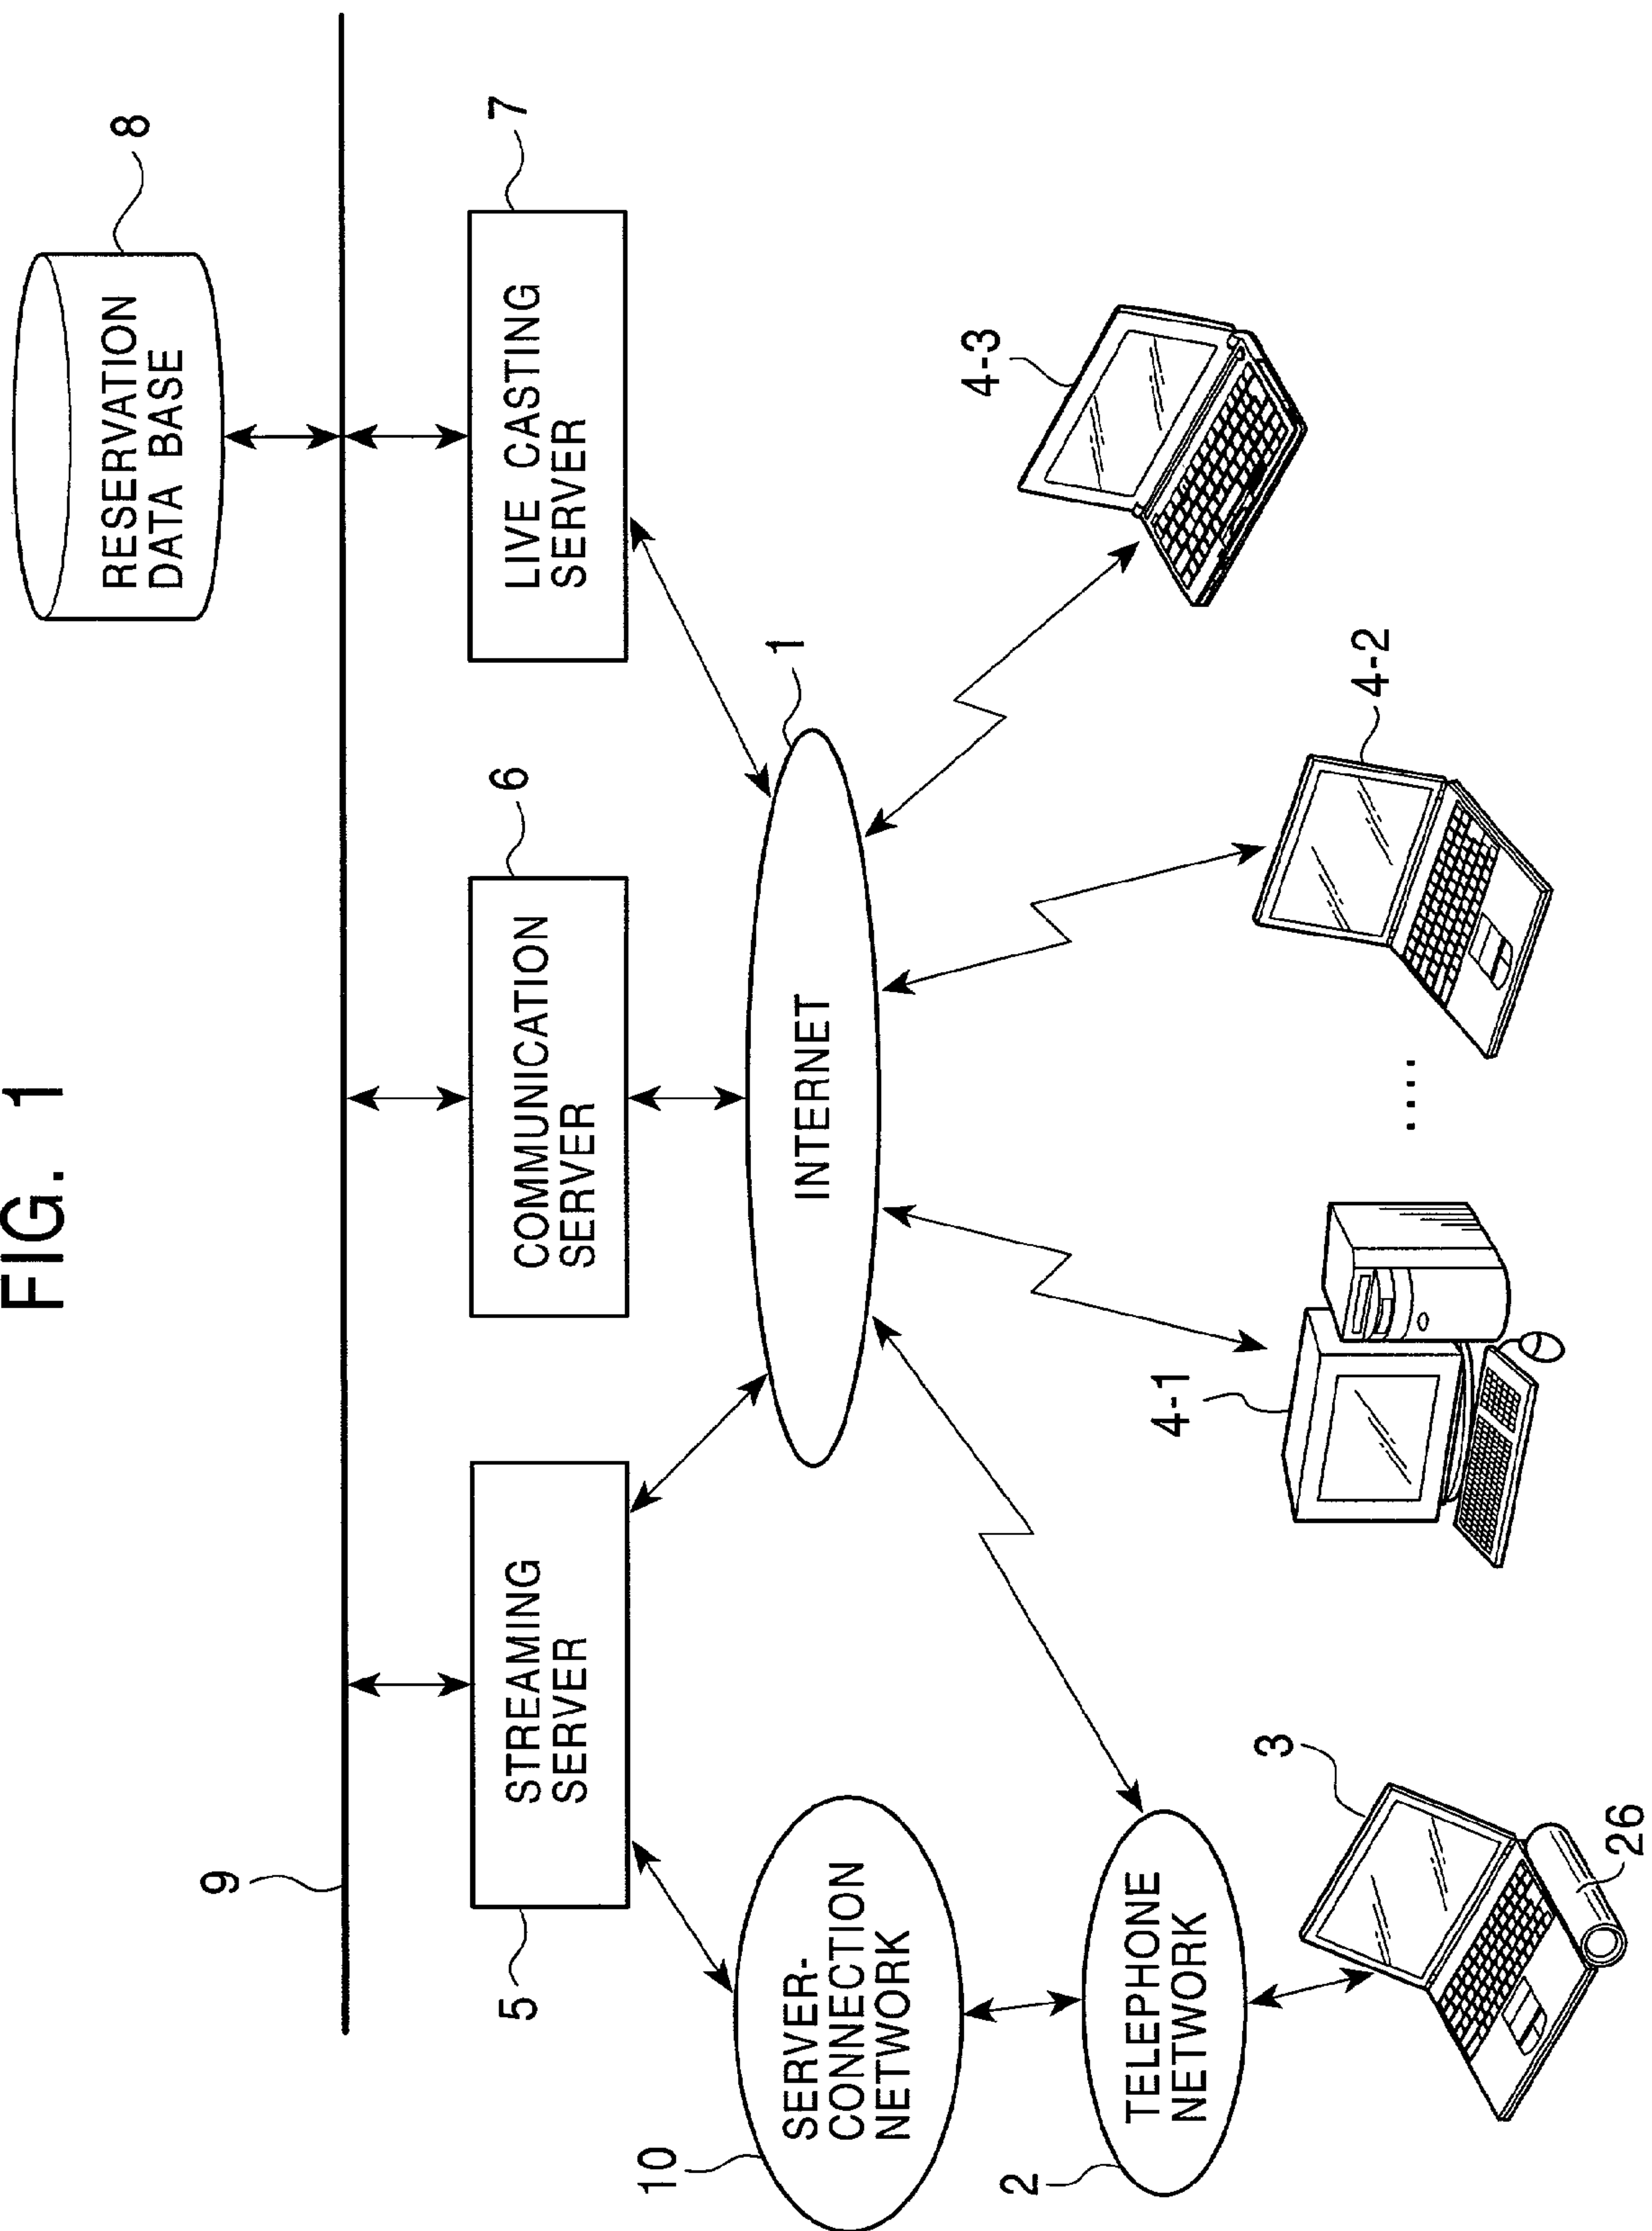 FIG. 1
RESERVATION
DATA BASE
8
9
STREAMING
SERVER
5
COMMUNICATION
SERVER
6
LIVE CASTING
SERVER
7
SERVER-
CONNECTION
NETWORK
10
INTERNET
1
TELEPHONE
NETWORK
2
3
26
4-1
....
4-2
4-3